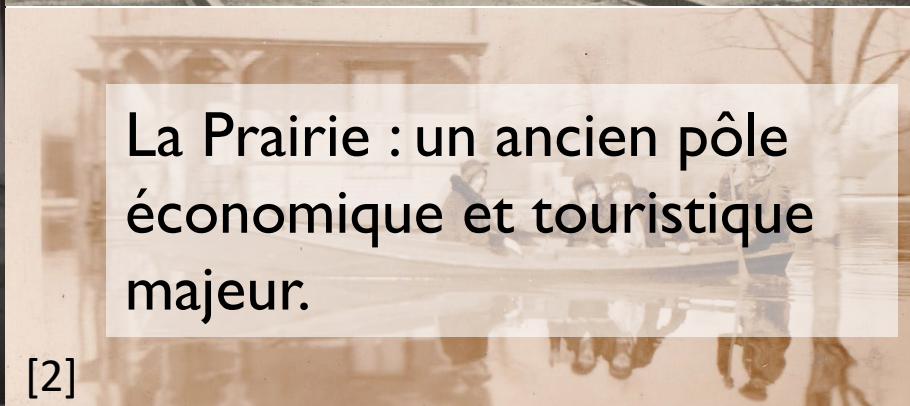 La Prairie : un ancien pôle
économique et touristique
majeur.
[2]